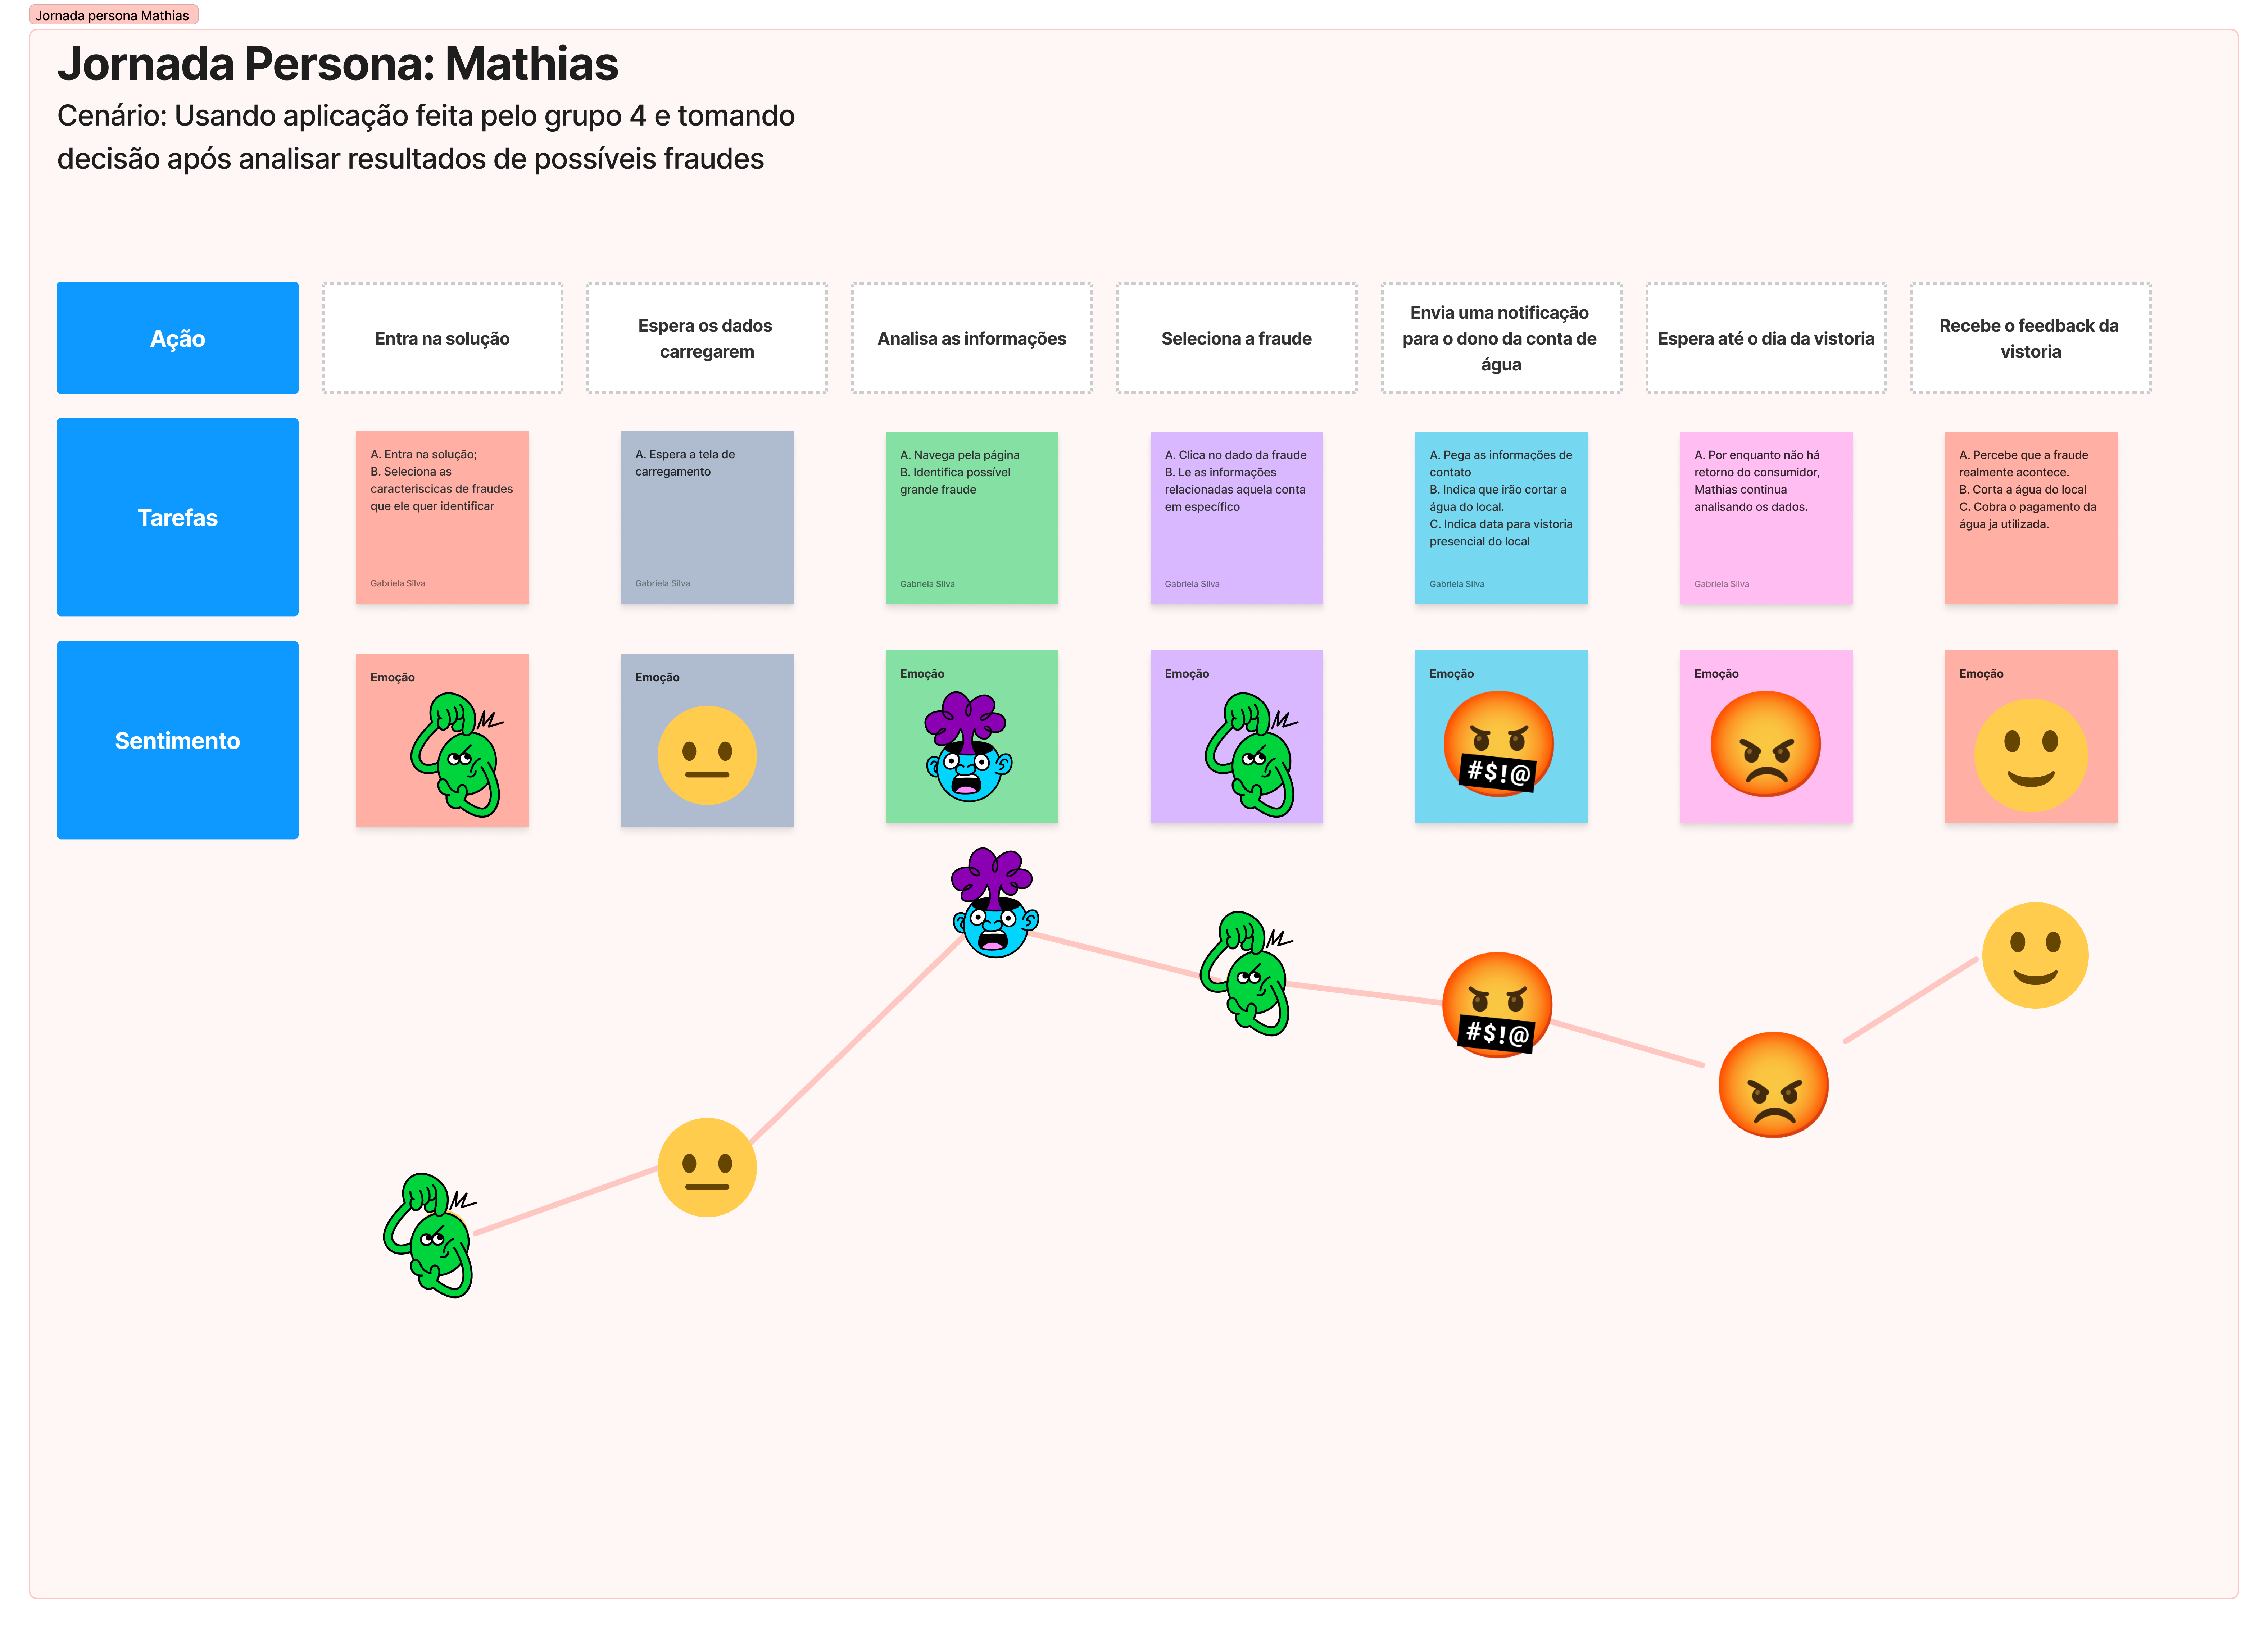 Jornada persona Mathias
Jornada Persona: Mathias
Cenário: Usando aplicação feita pelo grupo 4 e tomando
decisão após analisar resultados de possíveis fraudes
Ação
Entra na solução
Espera os dados
carregarem
Analisa as informações
Seleciona a fraude
Envia uma notificação
para o dono da conta de
água
Espera até o dia da vistoria
Recebe o feedback da
vistoria
Tarefas
A. Entra na solução;
B. Seleciona as
caracteriscicas de fraudes
que ele quer identificar
Gabriela Silva
A. Espera a tela de
carregamento
Gabriela Silva
A. Navega pela página
B. Identifica possível
grande fraude
Gabriela Silva
A. Clica no dado da fraude
B. Le as informações
relacionadas aquela conta
em específico
Gabriela Silva
A. Pega as informações de
contato
B. Indica que irão cortar a
água do local.
C. Indica data para vistoria
presencial do local
Gabriela Silva
A. Por enquanto não há
retorno do consumidor,
Mathias continua
analisando os dados.
Gabriela Silva
A. Percebe que a fraude
realmente acontece.
B. Corta a água do local
C. Cobra o pagamento da
água ja utilizada.
Sentimento
Emoção
Emoção
Emoção
Emoção
Emoção
#$!@
Emoção
Emoção
#$!@